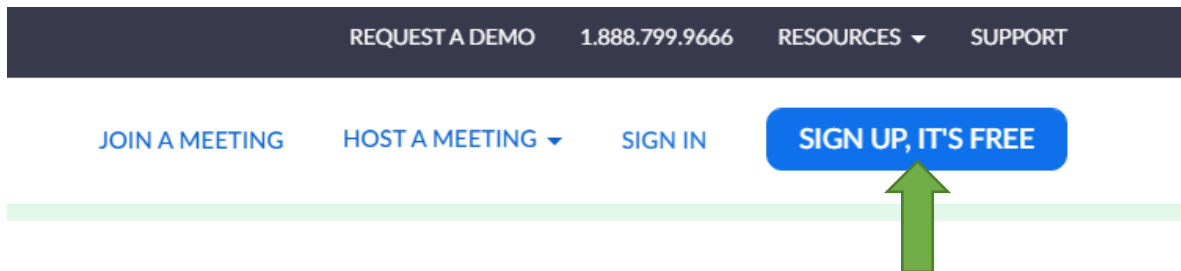 REQUEST A DEMO 1.888.799.9666 RESOURCES SUPPORT
JOIN A MEETING HOST A MEETING SIGN IN SIGN UP, IT'S FREE